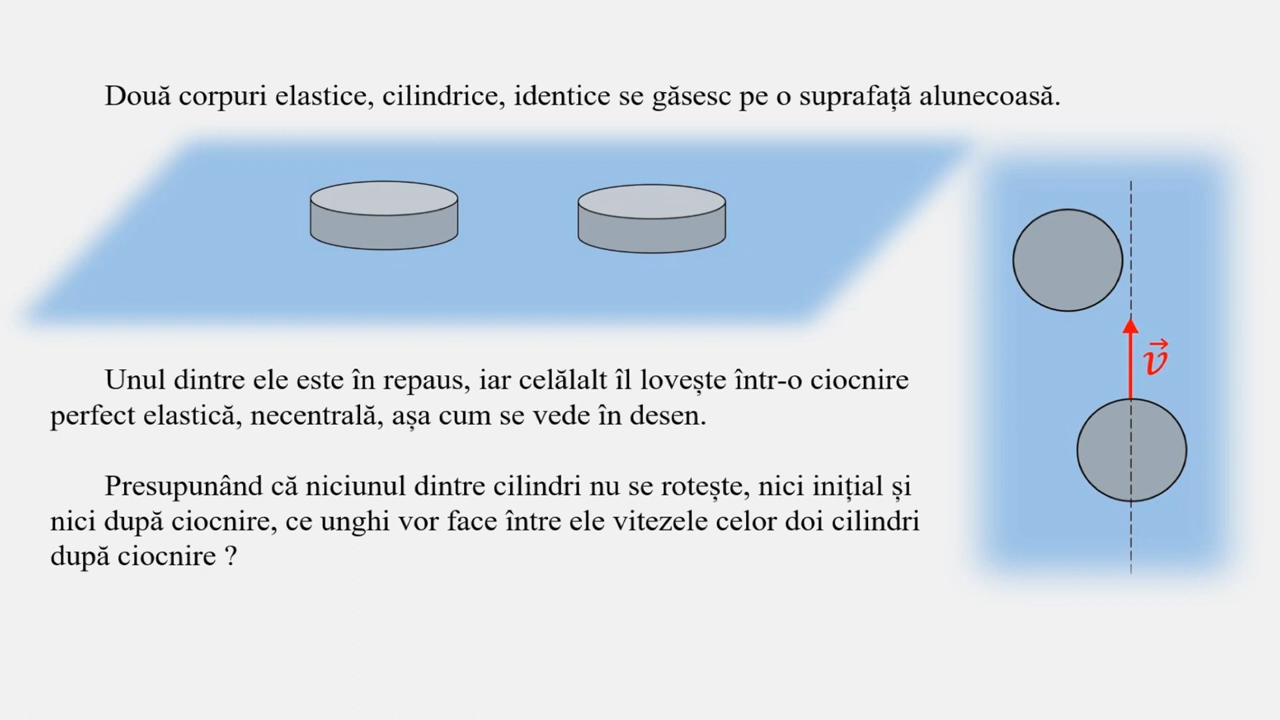 Două corpuri elastice, cilindrice, identice se găsesc pe o suprafață alunecoasă.
Unul dintre ele este în repaus, iar celălalt îl lovește într-o ciocnire
perfect elastică, necentrală, așa cum se vede în desen.
Presupunând că niciunul dintre cilindri nu se rotește, nici inițial și
nici după ciocnire, ce unghi vor face între ele vitezele celor doi cilindri
după ciocnire ?
v⃗